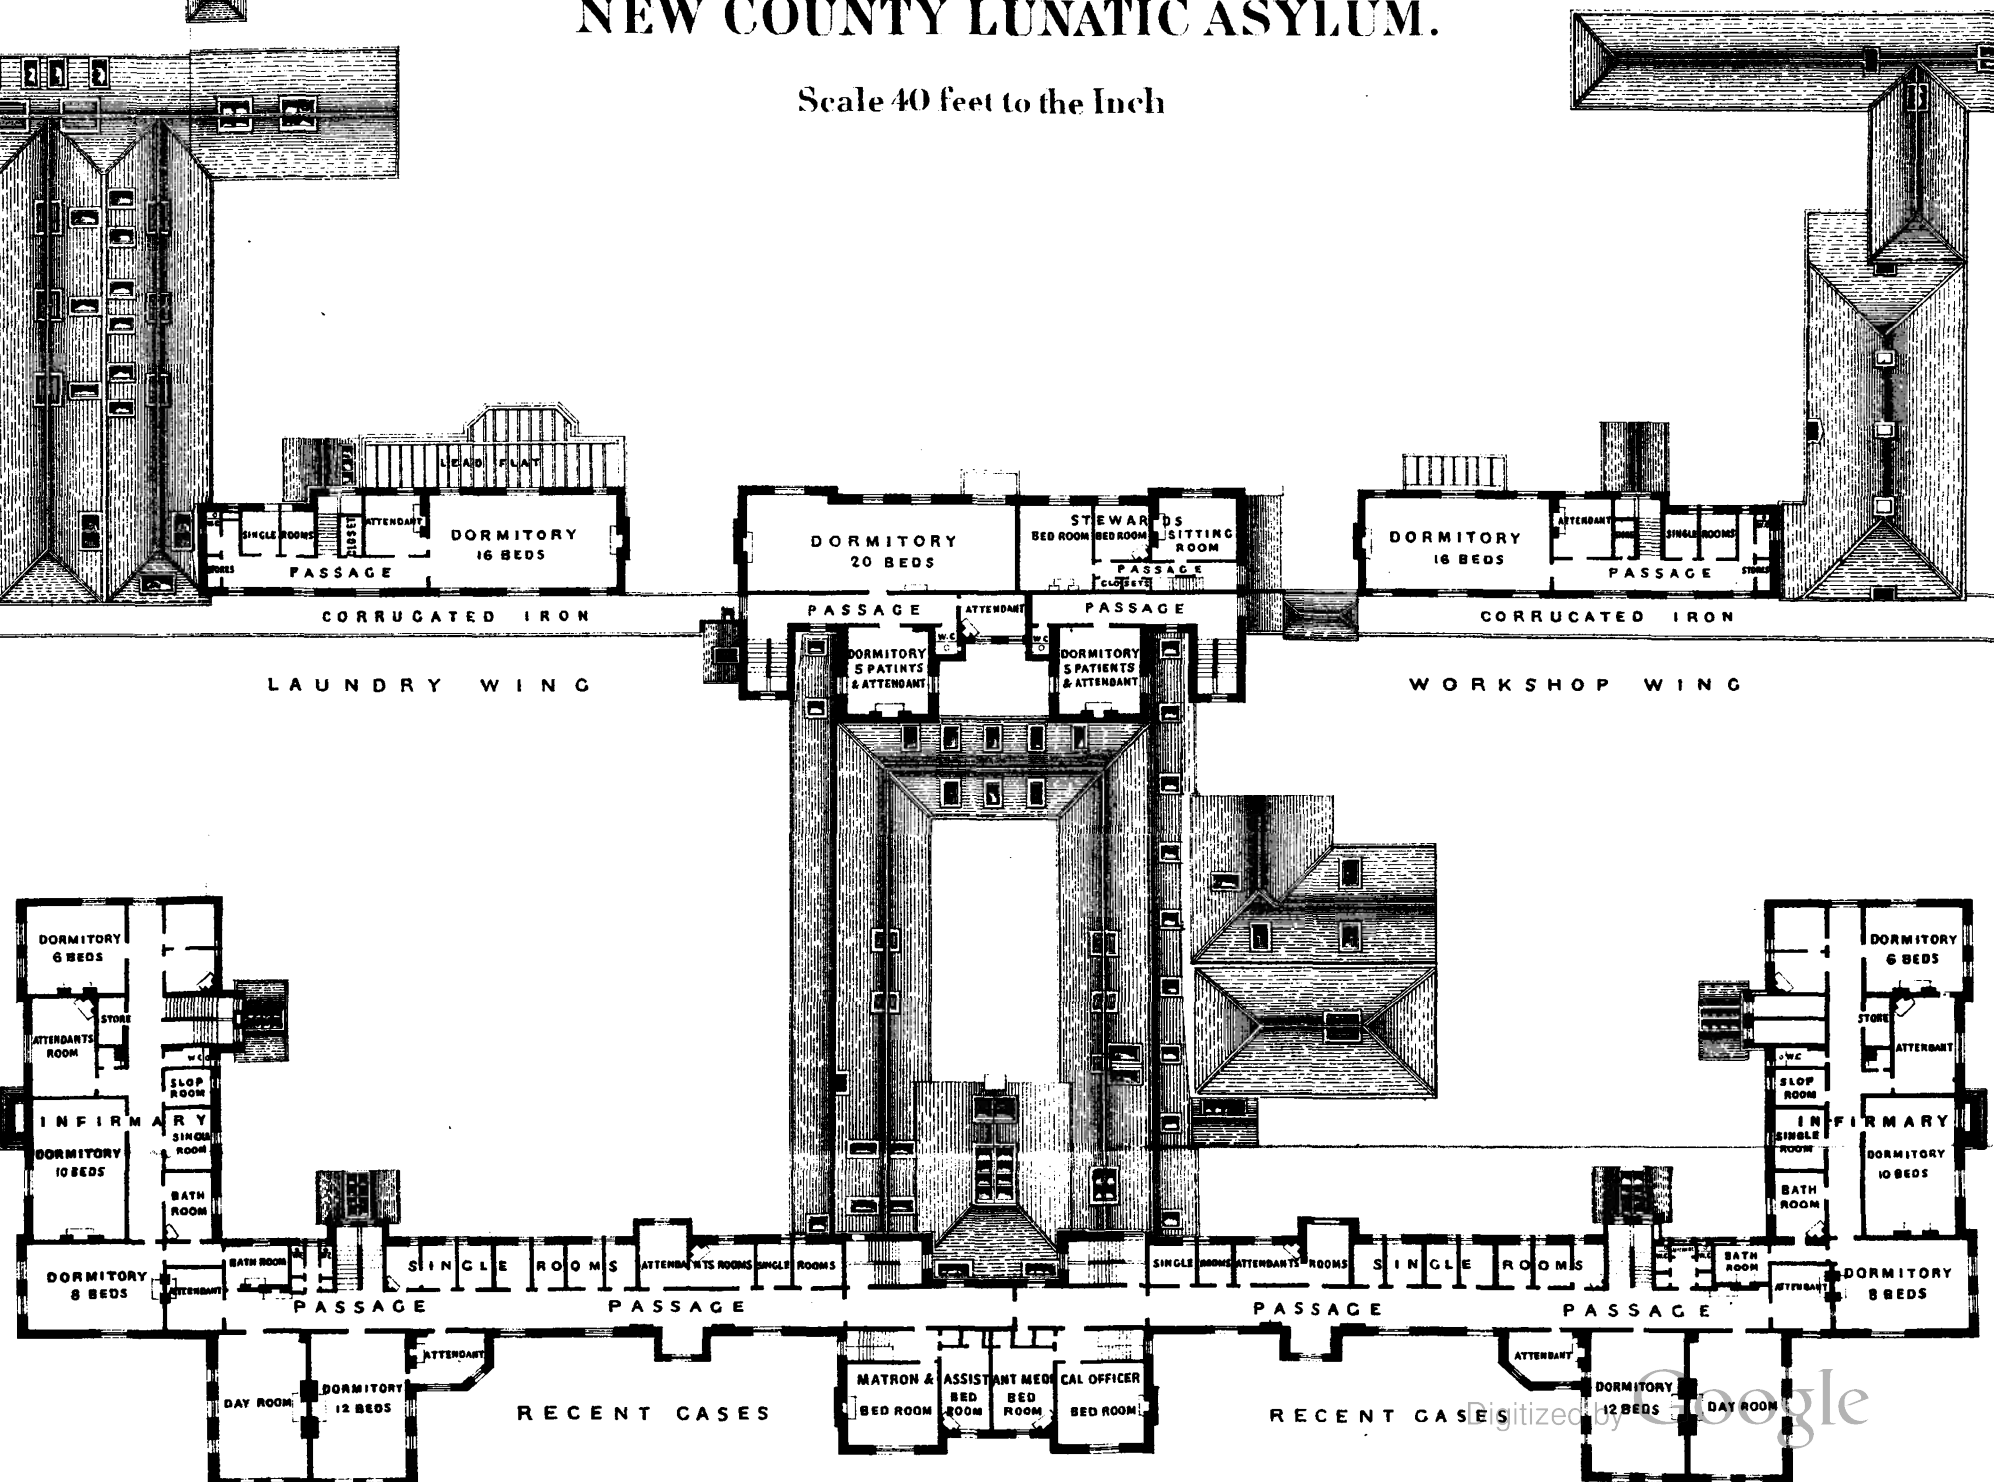 NEW COUNTY LUNATIC ASYLUM.
Scale 40 feet to the Inch
LEAD FLAT
W.C
SINGLE ROOMS
CLOSET
ATTENDANT
DORMITORY
16 BEDS
PASSAGE
CORRUGATED IRON
LAUNDRY WING
DORMITORY
20 BEDS
STEWARDS
BED ROOM
BED ROOM
SITTING
ROOM
PASSAGE
CLOSETS
PASSAGE
ATTENDANT
PASSAGE
W.C
W.C
DORMITORY
5 PATINTS
& ATTENDANT
DORMITORY
5 PATIENTS
& ATTENDANT
DORMITORY
16 BEDS
ATTENDANT
SINGLE ROOMS
PASSAGE
STORES
CORRUGATED IRON
WORKSHOP WING
DORMITORY
6 BEDS
ATTENDANTS
ROOM
STORE
W.C
SLOP
ROOM
INFIRMARY
SINGLE
ROOM
DORMITORY
10 BEDS
BATH
ROOM
DORMITORY
8 BEDS
ATTENDANT
BATH ROOM
SINGLE ROOMS
ATTENDANTS ROOMS
SINGLE ROOMS
PASSAGE
PASSAGE
DAY ROOM
DORMITORY
12 BEDS
ATTENDANT
RECENT CASES
MATRON & ASSISTANT MEDICAL OFFICER
BED ROOM
BED
ROOM
BED
ROOM
BED ROOM
DORMITORY
6 BEDS
STORE
ATTENDANT
W.C
SLOP
ROOM
INFIRMARY
SINGLE
ROOM
DORMITORY
10 BEDS
BATH
ROOM
SINGLE ROOMS
ATTENDANTS ROOMS
SINGLE ROOMS
W.C
W.C
BATH
ROOM
ATTENDANT
DORMITORY
8 BEDS
PASSAGE
PASSAGE
ATTENDANT
DORMITORY
12 BEDS
DAY ROOM
RECENT CASES
Digitized by Google